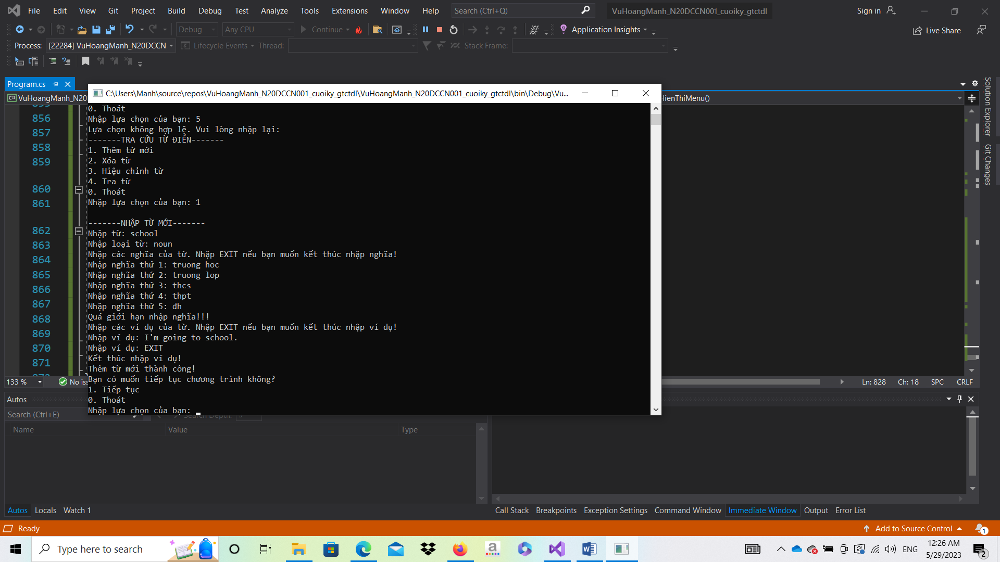 File Edit View Git Project Build Debug Test Analyze Tools Extensions Window Help Search (Ctrl+Q) VuHoangManh_N20DCCN001_cuoiky_gtctdl Sign in
Debug Any CPU Continue Application Insights Live Share
Process: [22284] VuHoangManh_N20DCCN Lifecycle Events Thread: Stack Frame:
Program.cs
VuHoangManh_N20
HienThiMenu()
C:\Users\Manh\source\repos\VuHoangManh_N20DCCN001_cuoiky_gtctdl\VuHoangManh_N20DCCN001_cuoiky_gtctdl\bin\Debug\Vu...
0. Thoát
Nhập lựa chọn của bạn: 5
Lựa chọn không hợp lệ. Vui lòng nhập lại:
-------TRA CỨU TỪ ĐIỂN-------
1. Thêm từ mới
2. Xóa từ
3. Hiệu chỉnh từ
4. Tra từ
0. Thoát
Nhập lựa chọn của bạn: 1
-------NHẬP TỪ MỚI-------
Nhập từ: school
Nhập loại từ: noun
Nhập các nghĩa của từ. Nhập EXIT nếu bạn muốn kết thúc nhập nghĩa!
Nhập nghĩa thứ 1: truong hoc
Nhập nghĩa thứ 2: truong lop
Nhập nghĩa thứ 3: thcs
Nhập nghĩa thứ 4: thpt
Nhập nghĩa thứ 5: đh
Quá giới hạn nhập nghĩa!!!
Nhập các ví dụ của từ. Nhập EXIT nếu bạn muốn kết thúc nhập ví dụ!
Nhập ví dụ: I'm going to school.
Nhập ví dụ: EXIT
Kết thúc nhập ví dụ!
Thêm từ mới thành công!
Bạn có muốn tiếp tục chương trình không?
1. Tiếp tục
0. Thoát
Nhập lựa chọn của bạn:
856
857
858
859
860
861
862
863
864
865
866
867
868
869
870
871
Solution Explorer
Git Changes
133 % No iss Ln: 828 Ch: 18 SPC CRLF
Autos
Search (Ctrl+E) Search Depth:
Name Value Type
Autos Locals Watch 1
Call Stack Breakpoints Exception Settings Command Window Immediate Window Output Error List
Ready Add to Source Control 1
Type here to search ENG 12:26 AM
5/29/2023 2